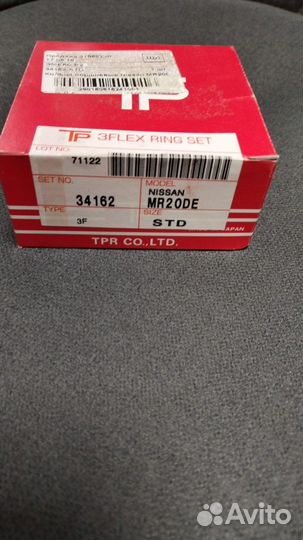 TP
TP 3FLEX RING SET
LOT NO.
71122
SET NO.
MODEL
NISSAN
34162
MR20DE
TYPE
SIZE
3F
STD
TPR CO.,LTD.
JAPAN
Avito